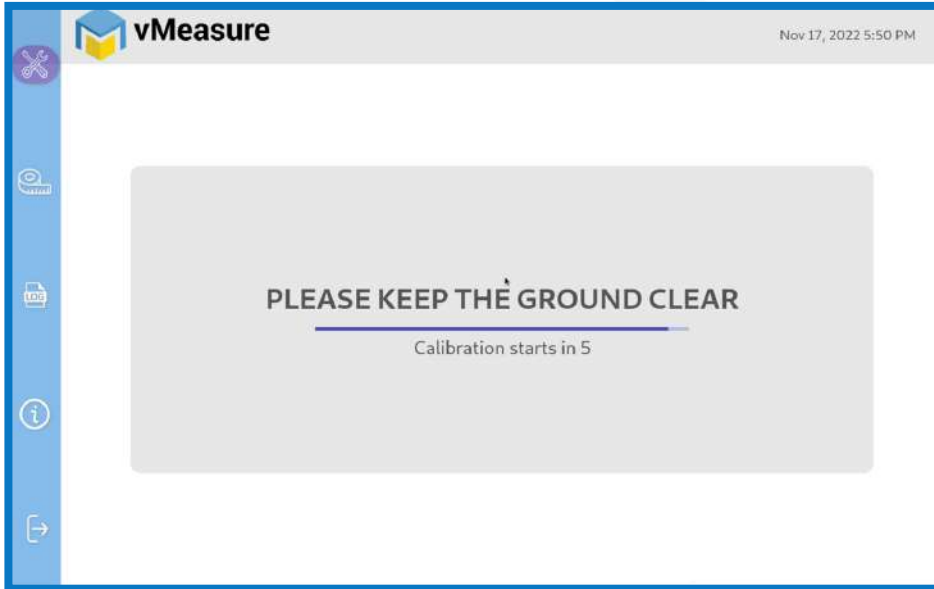 vMeasure
Nov 17, 2022 5:50 PM
LOG
PLEASE KEEP THE GROUND CLEAR
Calibration starts in 5